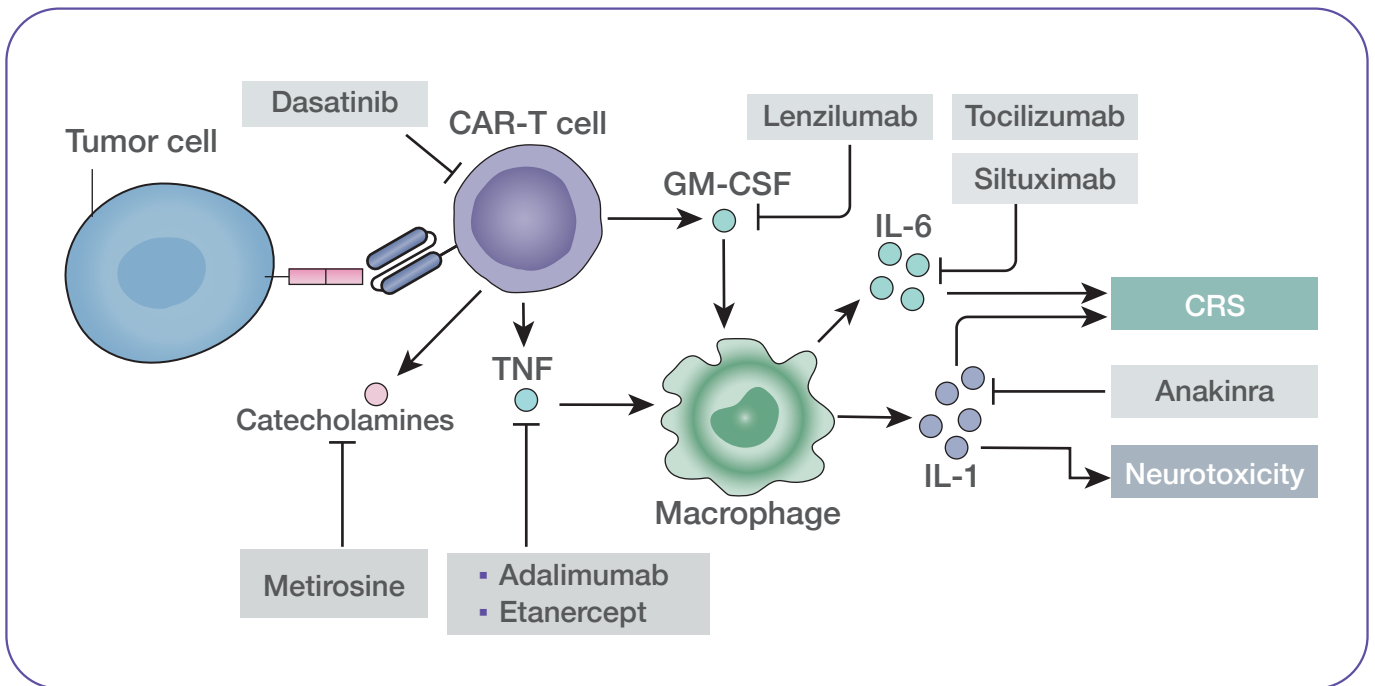 Dasatinib
CAR-T cell
Tumor cell
Lenzilumab
Tocilizumab
Siltuximab
GM-CSF
IL-6
CRS
TNF
Catecholamines
Anakinra
IL-1
Neurotoxicity
Macrophage
Metirosine
▪ Adalimumab
▪ Etanercept